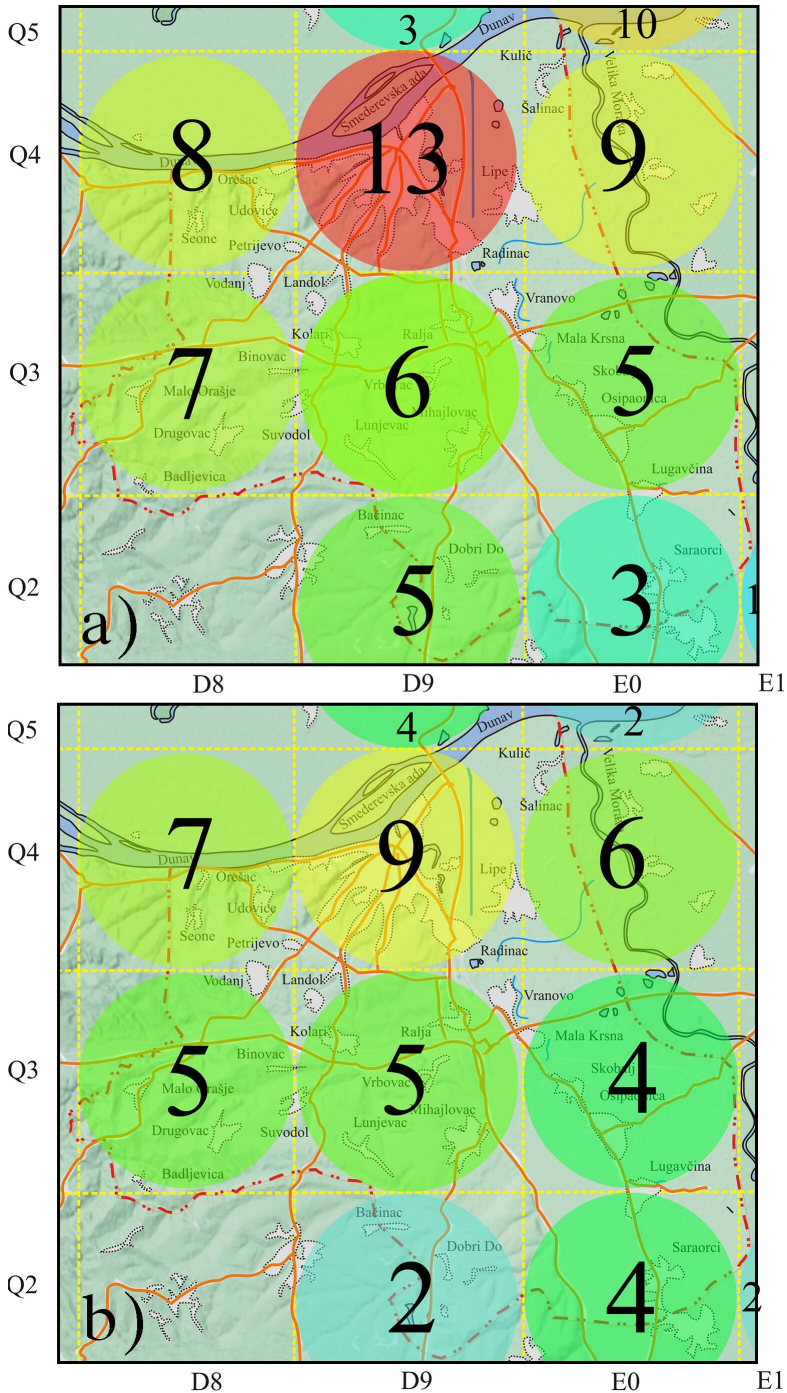 Q5
3
Dunav
10
Kulič
Velika Morava
Smederevska ada
Šalinac
Q4
8
13
9
Dunav
Orešac
Lipe
Udovice
Seone
Petrijevo
Radinac
Vodanj
Landol
Vranovo
Kolari
Ralja
Mala Krsna
Binovac
Q3
7
6
5
Skobalj
Malo Orašje
Vrbovac
Osipaonica
Mihajlovac
Lunjevac
Drugovac
Suvodol
Badljevica
Lugavčina
Bačinac
Dobri Do
Saraorci
Q2
5
3
1
a)
D8
D9
E0
E1
Q5
4
Dunav
2
Kulič
Velika Morava
Smederevska ada
Šalinac
Q4
7
9
6
Dunav
Orešac
Lipe
Udovice
Seone
Petrijevo
Radinac
Vodanj
Landol
Vranovo
Kolari
Ralja
Mala Krsna
Binovac
Q3
5
5
4
Skobalj
Malo Orašje
Vrbovac
Osipaonica
Mihajlovac
Lunjevac
Drugovac
Suvodol
Badljevica
Lugavčina
Bačinac
Dobri Do
Saraorci
Q2
2
4
2
b)
D8
D9
E0
E1